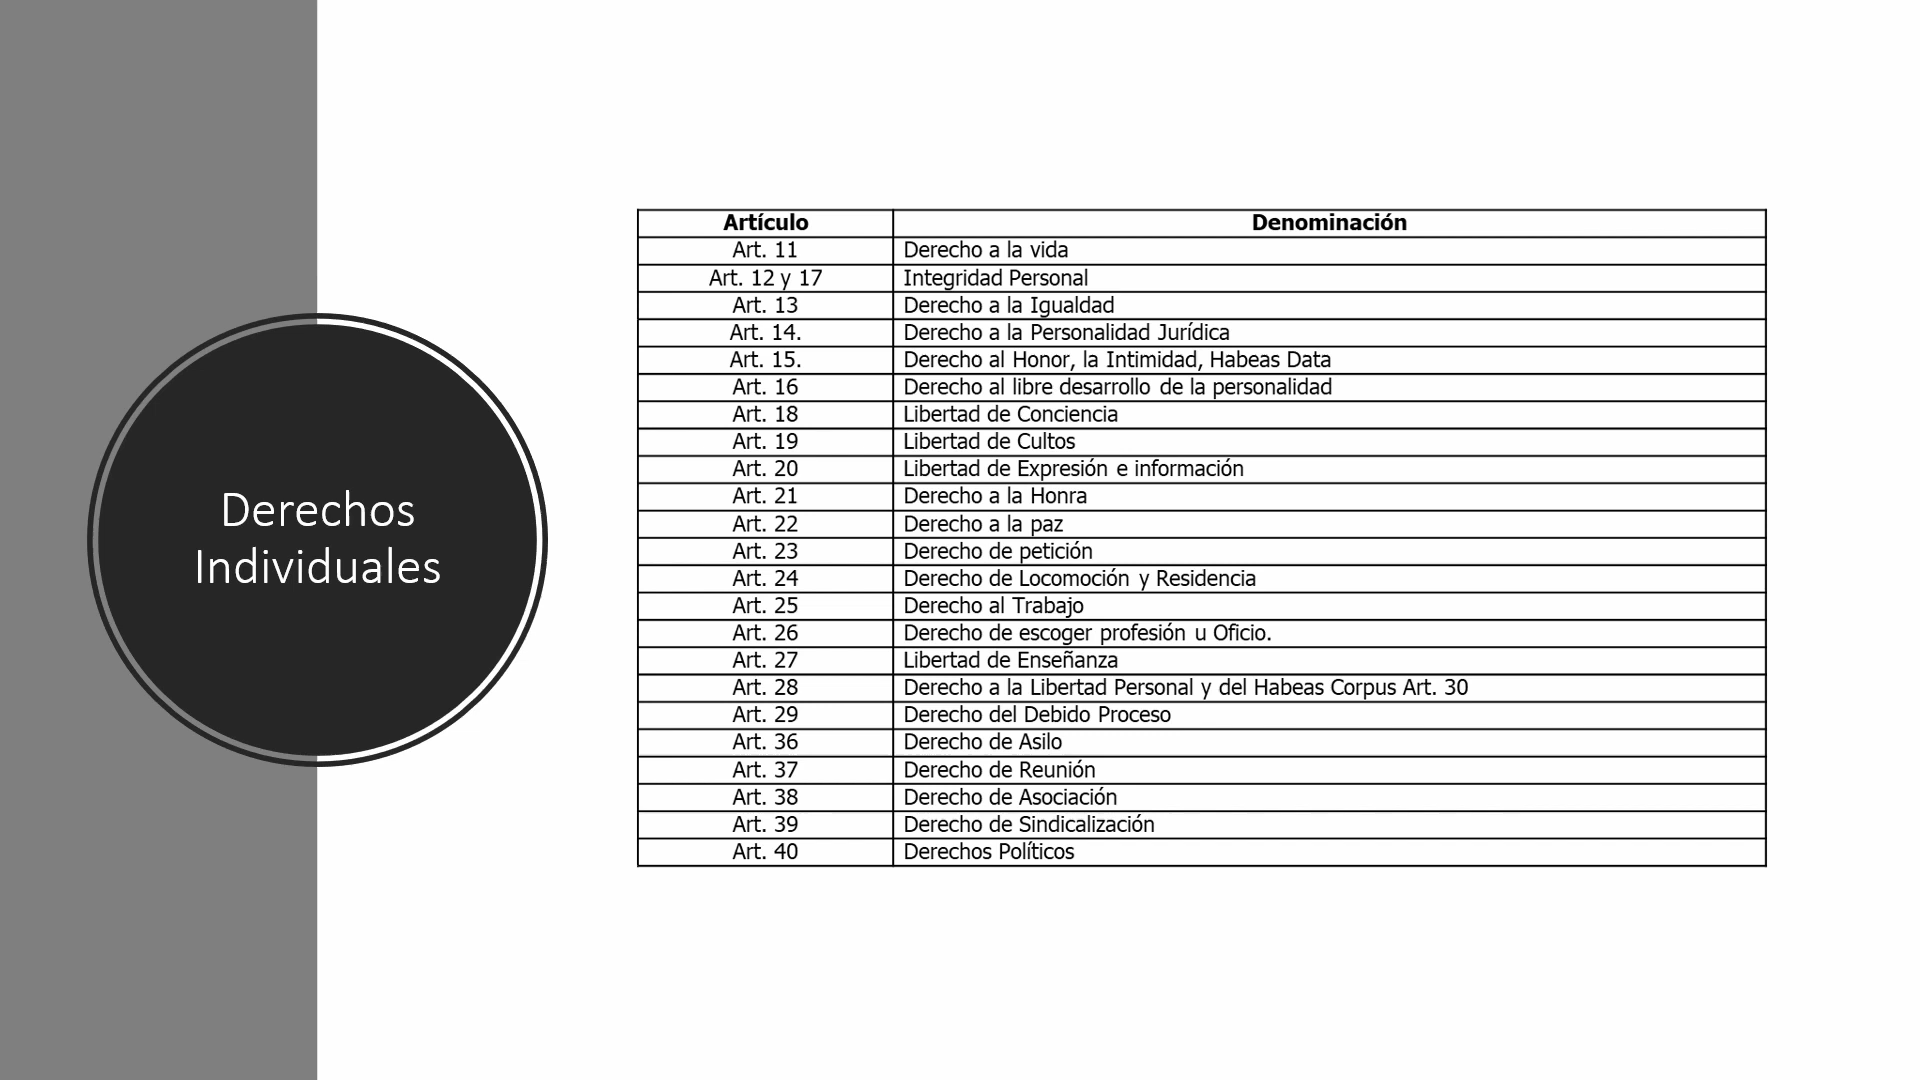 Derechos
Individuales
Artículo Denominación
Art. 11 Derecho a la vida
Art. 12 y 17 Integridad Personal
Art. 13 Derecho a la Igualdad
Art. 14. Derecho a la Personalidad Jurídica
Art. 15. Derecho al Honor, la Intimidad, Habeas Data
Art. 16 Derecho al libre desarrollo de la personalidad
Art. 18 Libertad de Conciencia
Art. 19 Libertad de Cultos
Art. 20 Libertad de Expresión e información
Art. 21 Derecho a la Honra
Art. 22 Derecho a la paz
Art. 23 Derecho de petición
Art. 24 Derecho de Locomoción y Residencia
Art. 25 Derecho al Trabajo
Art. 26 Derecho de escoger profesión u Oficio.
Art. 27 Libertad de Enseñanza
Art. 28 Derecho a la Libertad Personal y del Habeas Corpus Art. 30
Art. 29 Derecho del Debido Proceso
Art. 36 Derecho de Asilo
Art. 37 Derecho de Reunión
Art. 38 Derecho de Asociación
Art. 39 Derecho de Sindicalización
Art. 40 Derechos Políticos